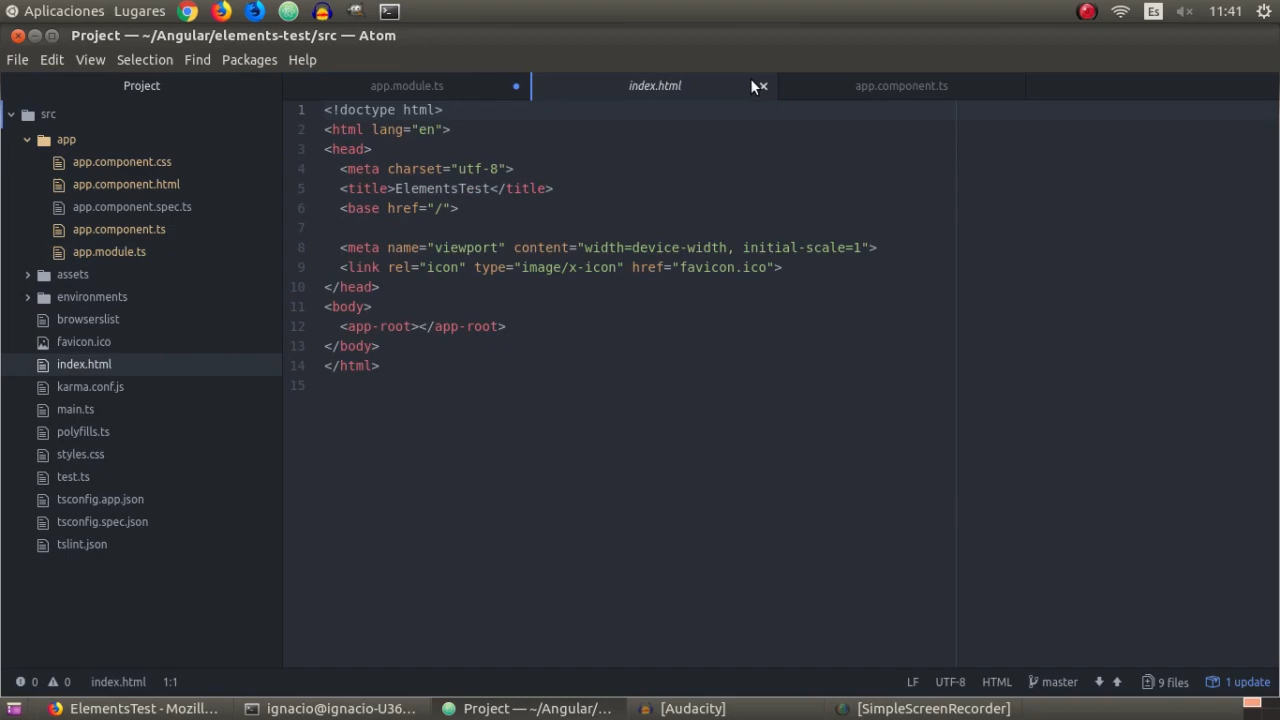 Aplicaciones Lugares Es 11:41
Project — ~/Angular/elements-test/src — Atom
File Edit View Selection Find Packages Help
Project app.module.ts index.html app.component.ts
src
app
app.component.css
app.component.html
app.component.spec.ts
app.component.ts
app.module.ts
assets
environments
browserslist
favicon.ico
index.html
karma.conf.js
main.ts
polyfills.ts
styles.css
test.ts
tsconfig.app.json
tsconfig.spec.json
tslint.json
1 <!doctype html>
2 <html lang="en">
3 <head>
4 <meta charset="utf-8">
5 <title>ElementsTest</title>
6 <base href="/">
7
8 <meta name="viewport" content="width=device-width, initial-scale=1">
9 <link rel="icon" type="image/x-icon" href="favicon.ico">
10 </head>
11 <body>
12 <app-root></app-root>
13 </body>
14 </html>
15
0 0 index.html 1:1 LF UTF-8 HTML master 9 files 1 update
ElementsTest - Mozill... ignacio@ignacio-U36... Project — ~/Angular/... [Audacity] [SimpleScreenRecorder]